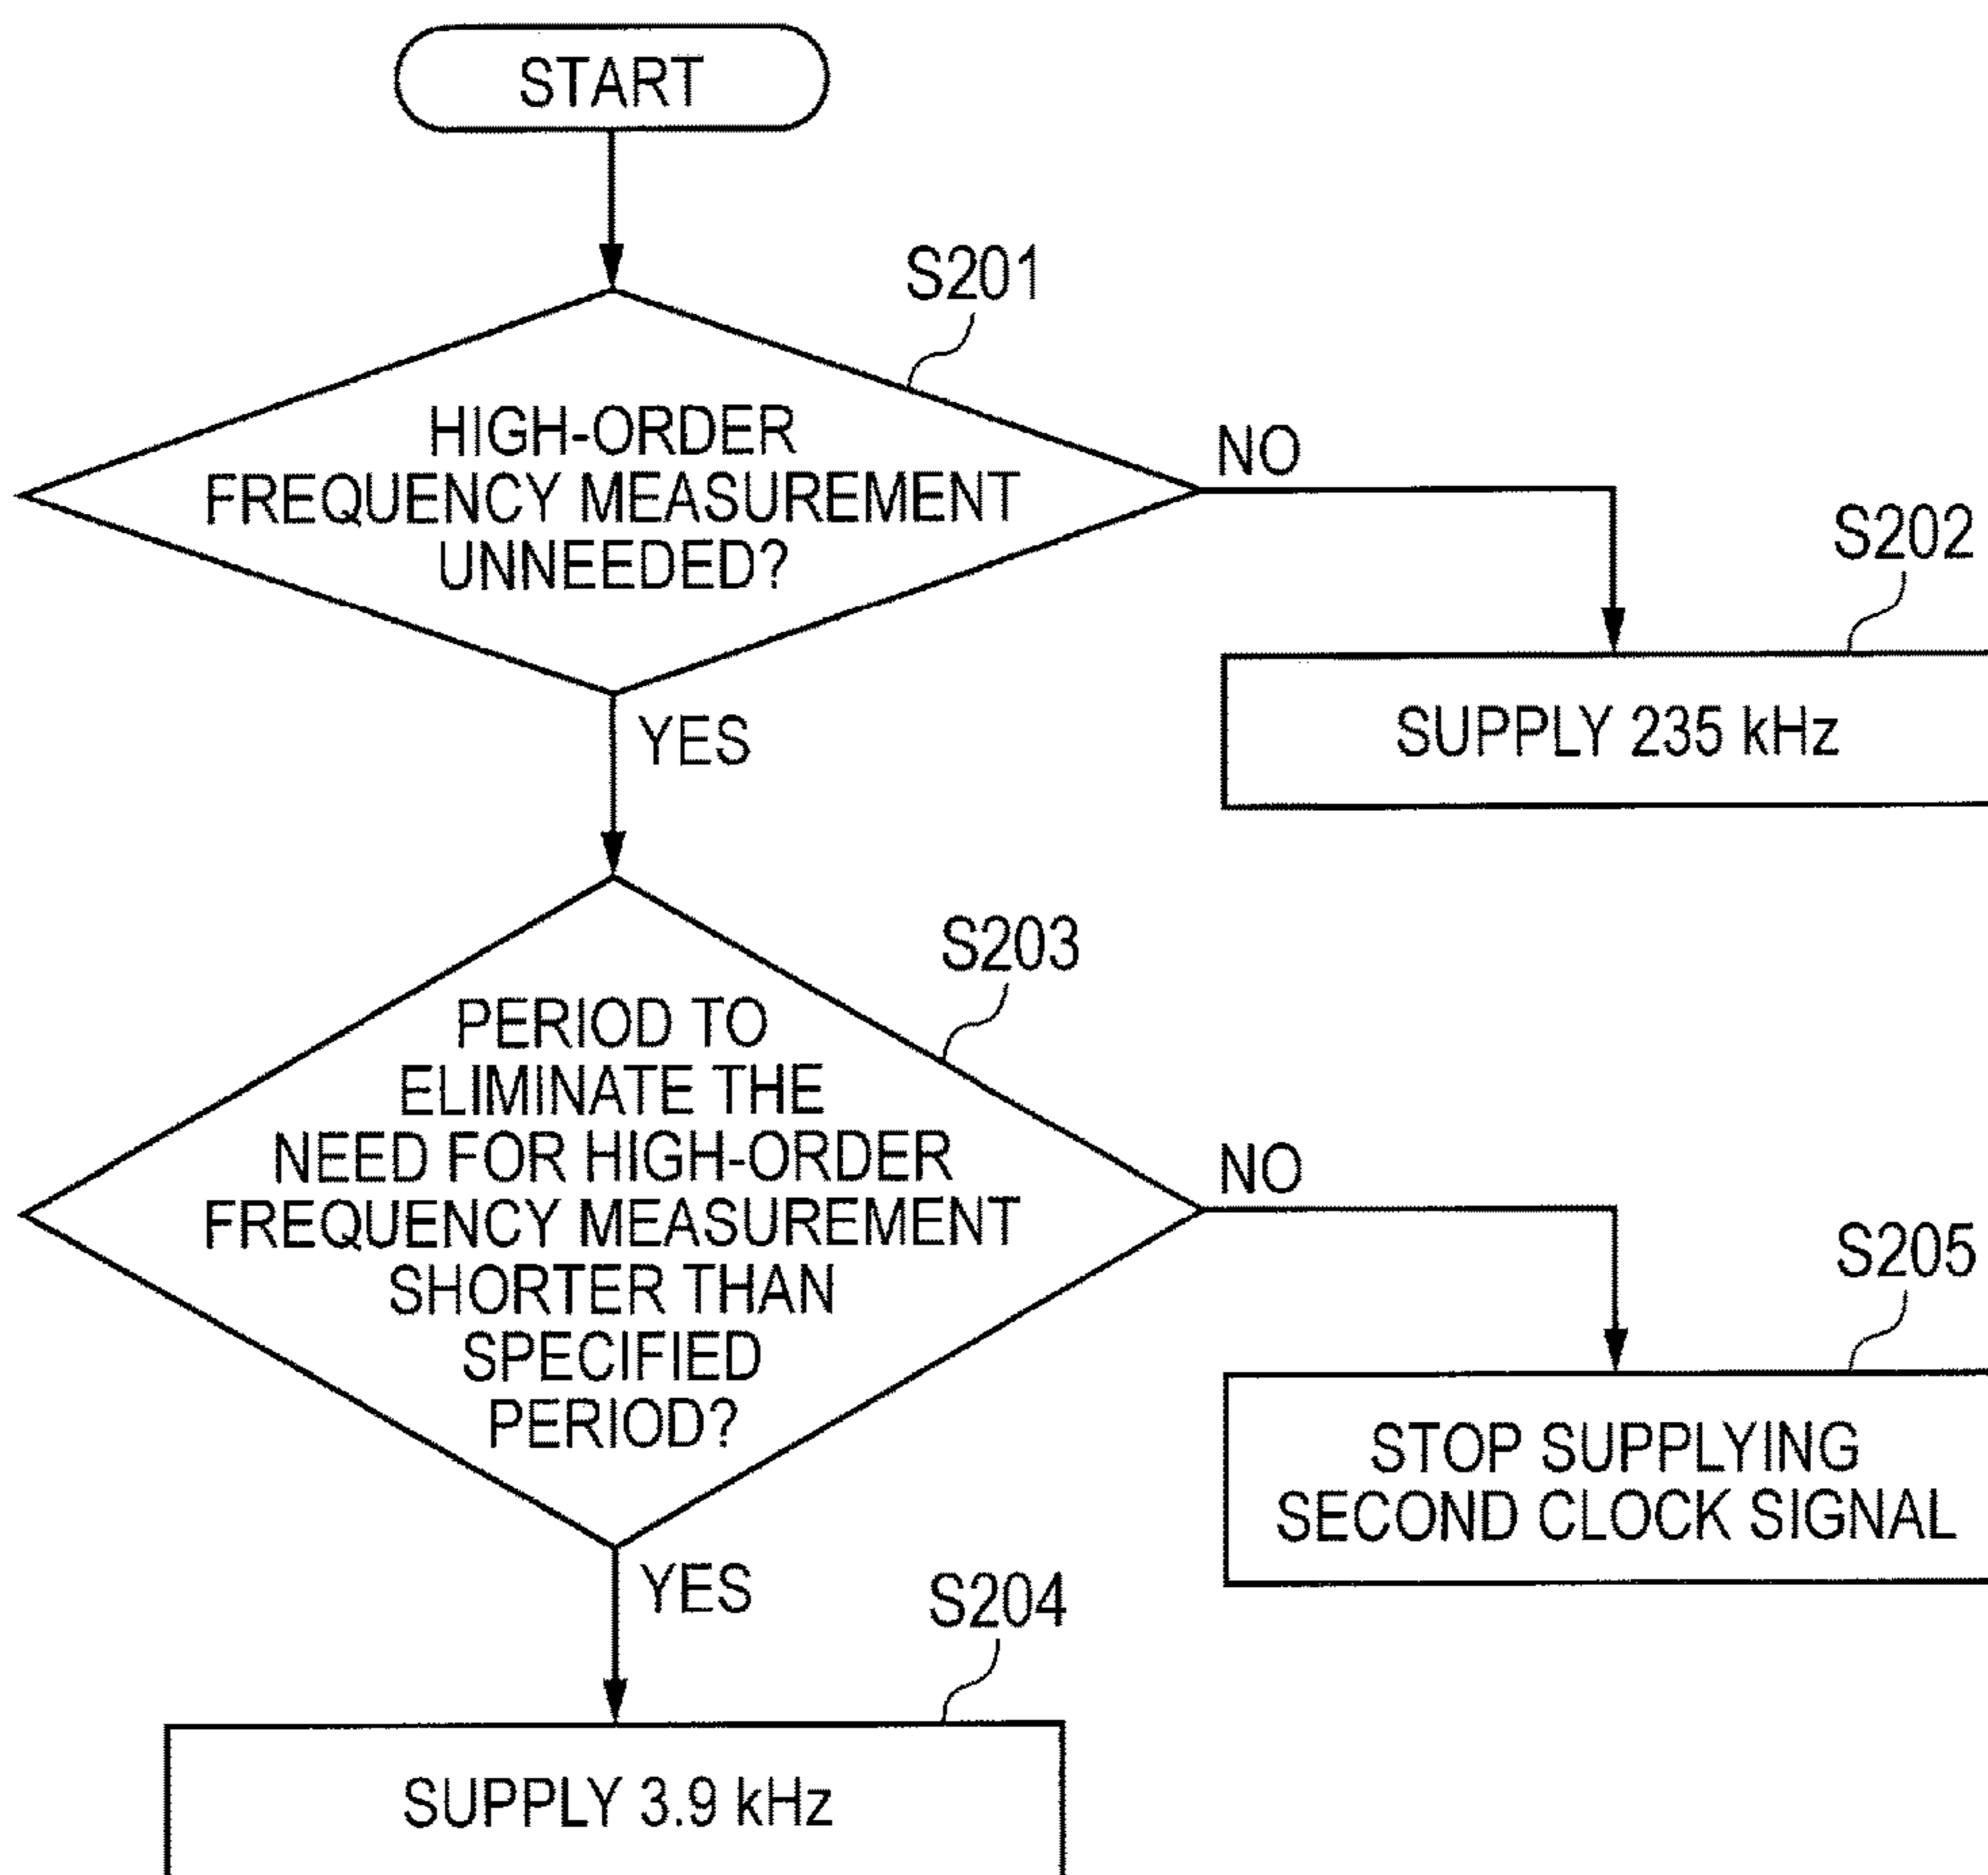 START
S201
HIGH-ORDER
FREQUENCY MEASUREMENT
UNNEEDED?
NO
S202
SUPPLY 235 kHz
YES
S203
PERIOD TO
ELIMINATE THE
NEED FOR HIGH-ORDER
FREQUENCY MEASUREMENT
SHORTER THAN
SPECIFIED
PERIOD?
NO
S205
STOP SUPPLYING
SECOND CLOCK SIGNAL
YES
S204
SUPPLY 3.9 kHz